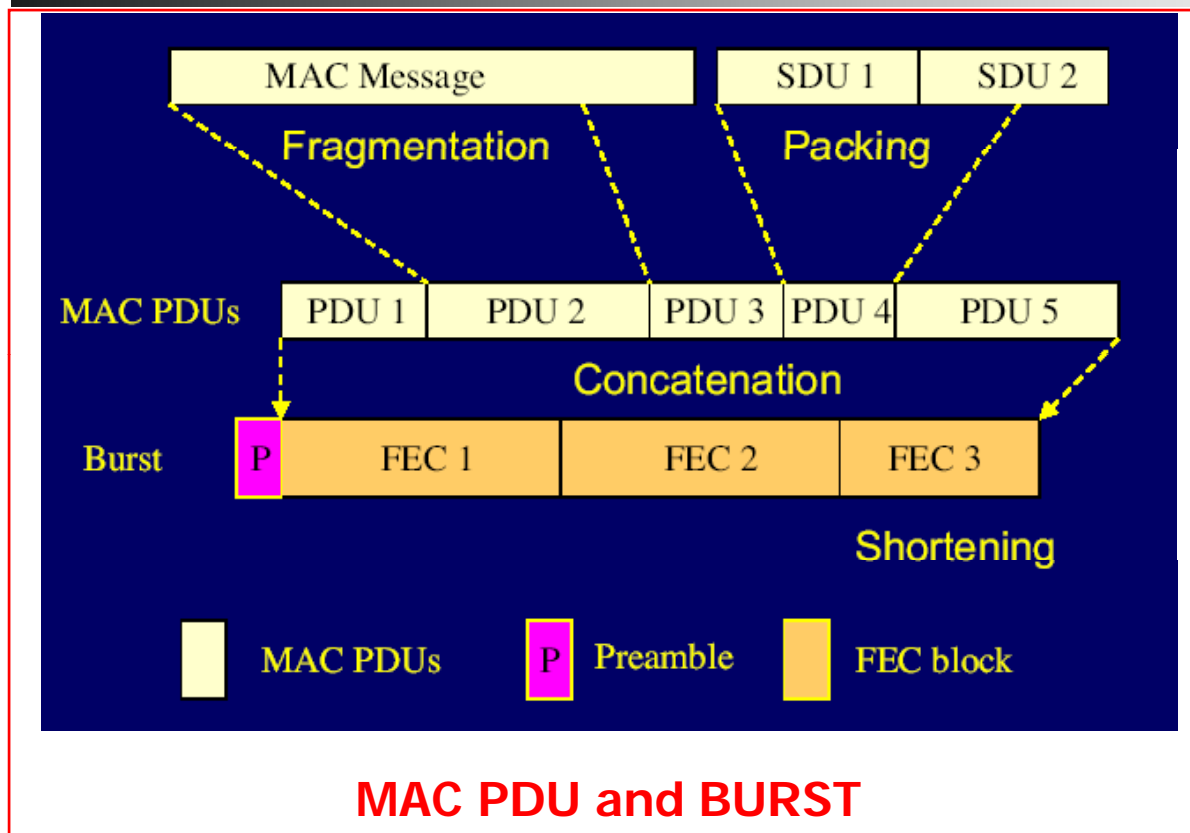 MAC Message SDU 1 SDU 2
Fragmentation Packing
MAC PDUs PDU 1 PDU 2 PDU 3 PDU 4 PDU 5
Concatenation
Burst P FEC 1 FEC 2 FEC 3
Shortening
MAC PDUs P Preamble FEC block
MAC PDU and BURST